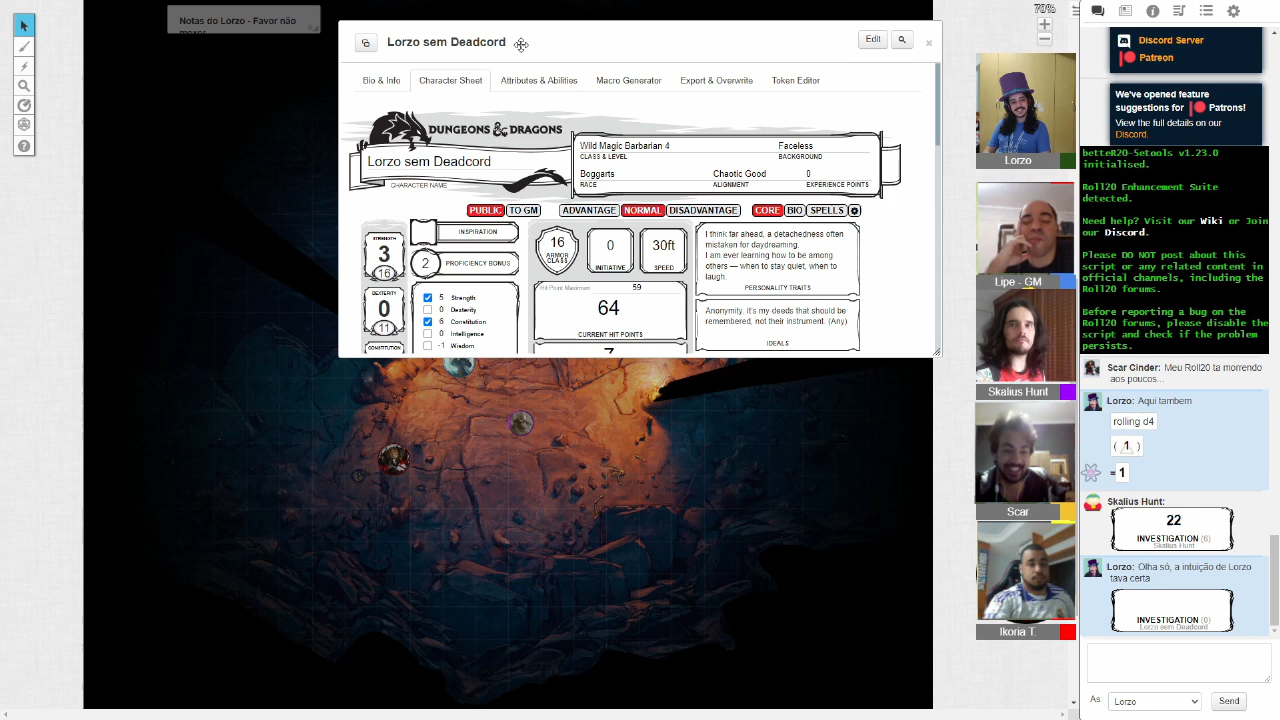 Notas do Lorzo - Favor não
mexer
78%
Lorzo sem Deadcord
Edit
Bio & Info
Character Sheet
Attributes & Abilities
Macro Generator
Export & Overwrite
Token Editor
DUNGEONS & DRAGONS
Lorzo sem Deadcord
CHARACTER NAME
Wild Magic Barbarian 4
Faceless
CLASS & LEVEL
BACKGROUND
Boggarts
Chaotic Good
0
RACE
ALIGNMENT
EXPERIENCE POINTS
PUBLIC
TO GM
ADVANTAGE
NORMAL
DISADVANTAGE
CORE
BIO
SPELLS
STRENGTH
3
16
DEXTERITY
0
11
CONSTITUTION
INSPIRATION
2
PROFICIENCY BONUS
5 Strength
0 Dexterity
6 Constitution
0 Intelligence
-1 Wisdom
16
ARMOR
CLASS
0
INITIATIVE
30ft
SPEED
Hit Point Maximum 59
64
CURRENT HIT POINTS
7
I think far ahead, a detachedness often
mistaken for daydreaming.
I am ever learning how to be among
others — when to stay quiet, when to
laugh.
PERSONALITY TRAITS
Anonymity. It's my deeds that should be
remembered, not their instrument. (Any)
IDEALS
Lorzo
Lipe - GM
Skalius Hunt
Scar
Ikoria T.
Discord Server
Patreon
We've opened feature
suggestions for Patrons!
View the full details on our
Discord.
betteR20-5etools v1.23.0
initialised.
Roll20 Enhancement Suite
detected.
Need help? Visit our Wiki or Join
our Discord.
Please DO NOT post about this
script or any related content in
official channels, including the
Roll20 forums.
Before reporting a bug on the
Roll20 forums, please disable the
script and check if the problem
persists.
Scar Cinder: Meu Roll20 ta morrendo
aos poucos...
Lorzo: Aqui tambem
rolling d4
( 1 )
=1
Skalius Hunt:
22
INVESTIGATION (6)
Skalius Hunt
Lorzo: Olha só, a intuição de Lorzo
tava certa
INVESTIGATION (0)
Lorzo sem Deadcord
As:
Lorzo
Send